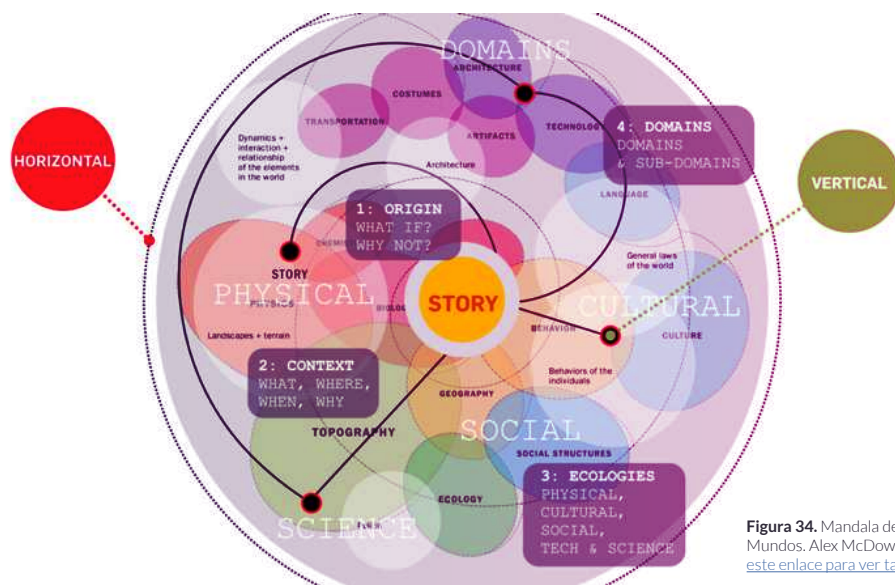 DOMAINS
ARCHITECTURE
COSTUMES
TRANSPORTATION
ARTIFACTS
TECHNOLOGY
4: DOMAINS
DOMAINS
& SUB-DOMAINS
HORIZONTAL
VERTICAL
Dynamics +
interaction +
relationship
of the elements
in the world
Architecture
LANGUAGE
1: ORIGIN
WHAT IF?
WHY NOT?
STORY
PHYSICAL
PHYSICS
Landscapes + terrain
STORY
General laws
of the world
CULTURAL
CULTURE
BEHAVIOR
Behaviors of the
individuals
2: CONTEXT
WHAT, WHERE,
WHEN, WHY
GEOGRAPHY
TOPOGRAPHY
SOCIAL
SOCIAL STRUCTURES
ECOLOGY
3: ECOLOGIES
PHYSICAL,
CULTURAL,
SOCIAL,
TECH & SCIENCE
SCIENCE
Figura 34. Mandala de
Mundos. Alex McDow
este enlace para ver ta